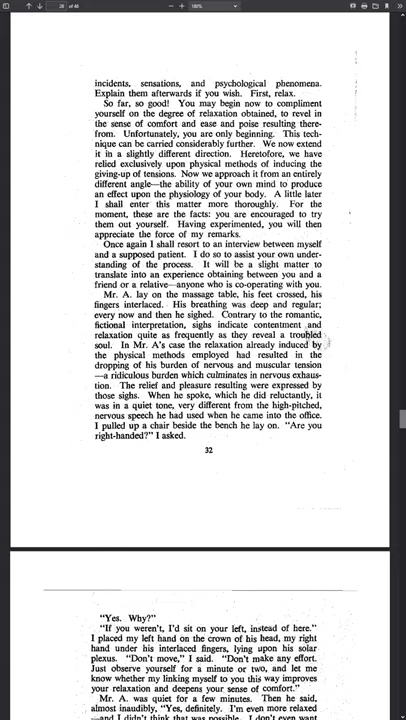 28 of 48
180%
incidents, sensations, and psychological phenomena.
Explain them afterwards if you wish. First, relax.
So far, so good! You may begin now to compliment
yourself on the degree of relaxation obtained, to revel in
the sense of comfort and ease and poise resulting there-
from. Unfortunately, you are only beginning. This tech-
nique can be carried considerably further. We now extend
it in a slightly different direction. Heretofore, we have
relied exclusively upon physical methods of inducing the
giving-up of tensions. Now we approach it from an entirely
different angle—the ability of your own mind to produce
an effect upon the physiology of your body. A little later
I shall enter this matter more thoroughly. For the
moment, these are the facts: you are encouraged to try
them out yourself. Having experimented, you will then
appreciate the force of my remarks.
Once again I shall resort to an interview between myself
and a supposed patient. I do so to assist your own under-
standing of the process. It will be a slight matter to
translate into an experience obtaining between you and a
friend or a relative—anyone who is co-operating with you.
Mr. A. lay on the massage table, his feet crossed, his
fingers interlaced. His breathing was deep and regular;
every now and then he sighed. Contrary to the romantic,
fictional interpretation, sighs indicate contentment and
relaxation quite as frequently as they reveal a troubled
soul. In Mr. A's case the relaxation already induced by
the physical methods employed had resulted in the
dropping of his burden of nervous and muscular tension
—a ridiculous burden which culminates in nervous exhaus-
tion. The relief and pleasure resulting were expressed by
those sighs. When he spoke, which he did reluctantly, it
was in a quiet tone, very different from the high-pitched,
nervous speech he had used when he came into the office.
I pulled up a chair beside the bench he lay on. "Are you
right-handed?" I asked.
32
"Yes. Why?"
"If you weren't, I'd sit on your left, instead of here."
I placed my left hand on the crown of his head, my right
hand under his interlaced fingers, lying upon his solar
plexus. "Don't move," I said. "Don't make any effort.
Just observe yourself for a minute or two, and let me
know whether my linking myself to you this way improves
your relaxation and deepens your sense of comfort."
Mr. A. was quiet for a few minutes. Then he said,
almost inaudibly, "Yes, definitely. I'm even more relaxed
—and I didn't think that was possible. I don't even want